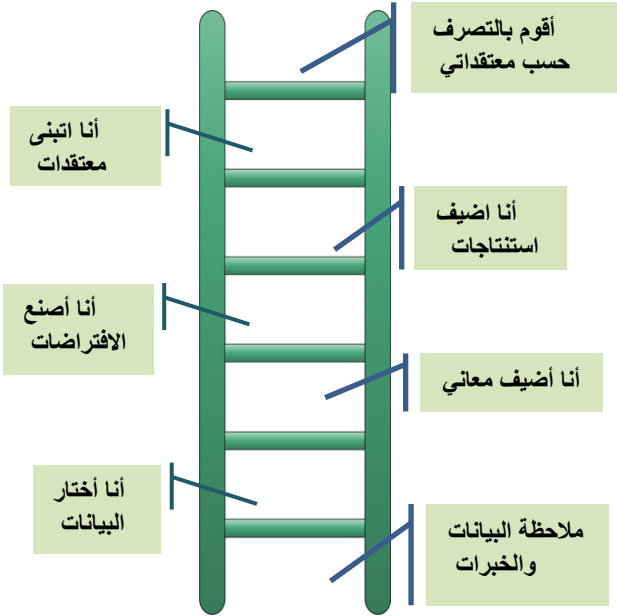 أقوم بالتصرف
حسب معتقداتي
أنا اتبنى
معتقدات
أنا اضيف
استنتاجات
أنا أصنع
الافتراضات
أنا أضيف معاني
أنا أختار
البيانات
ملاحظة البيانات
والخبرات